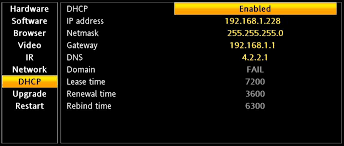 Hardware DHCP Enabled
Software IP address 192.168.1.228
Browser Netmask 255.255.255.0
Video Gateway 192.168.1.1
IR DNS 4.2.2.1
Network Domain FAIL
DHCP Lease time 7200
Upgrade Renewal time 3600
Restart Rebind time 6300